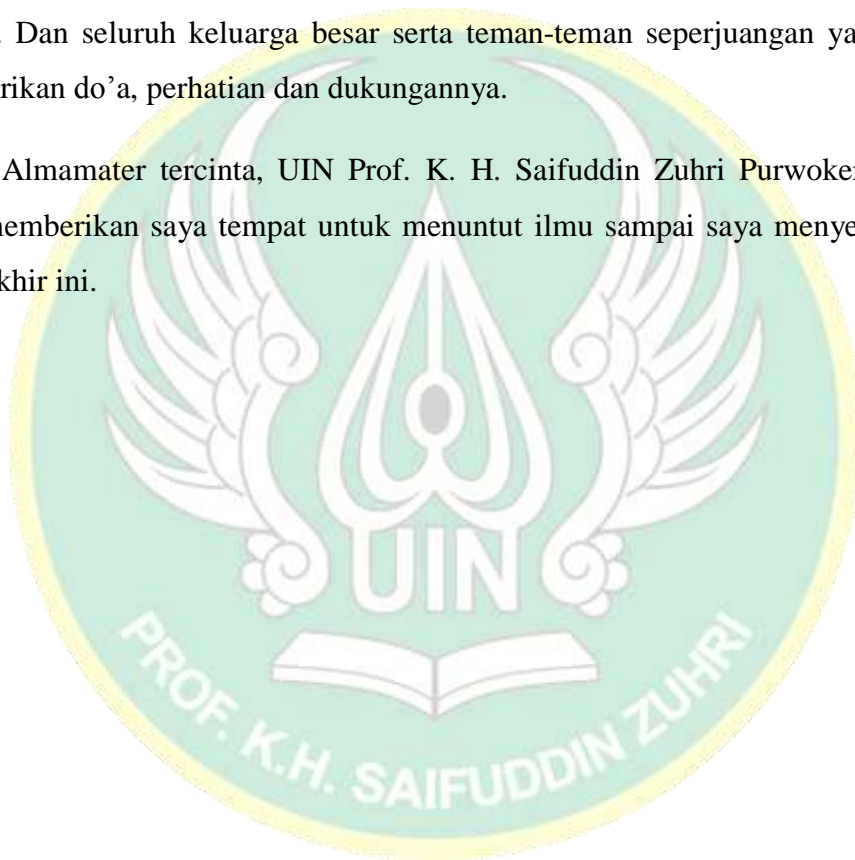 . Dan seluruh keluarga besar serta teman-teman seperjuangan ya
rikan do’a, perhatian dan dukungannya.
Almamater tercinta, UIN Prof. K. H. Saifuddin Zuhri Purwoker
nemberikan saya tempat untuk menuntut ilmu sampai saya menye
khir ini.
UIN
PROF. K.H. SAIFUDDIN ZUHRI